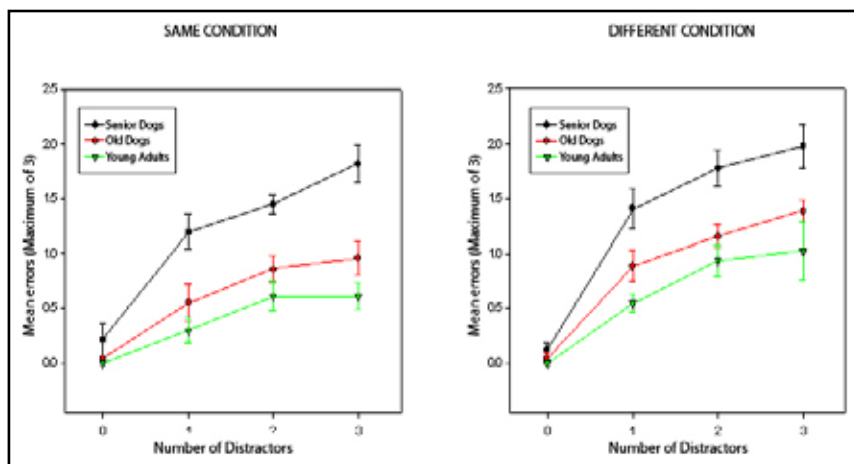 SAME CONDITION
DIFFERENT CONDITION
Mean errors (Maximum of 3)
2.5
2.0
1.5
1.0
0.5
0.0
Senior Dogs
Old Dogs
Young Adults
0
1
2
3
Number of Distractors
Mean errors (Maximum of 3)
2.5
2.0
1.5
1.0
0.5
0.0
Senior Dogs
Old Dogs
Young Adults
0
1
2
3
Number of Distractors